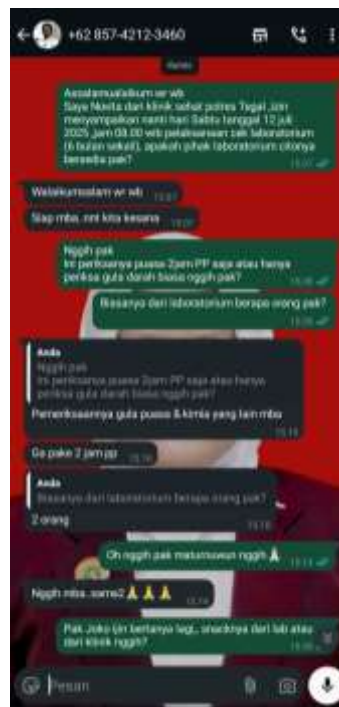 +62 857-4212-3460
Kamis
Assalamualaikum wr wb
Saya Novita dari klinik sehat polres Tegal ,izin
menyampaikan nanti hari Sabtu tanggal 12 juli
2025 ,jam 08.00 wib pelaksanaan cek laboratorium
(6 bulan sekali), apakah pihak laboratorium citonya
bersedia pak?
Walaikumsalam wr wb
Siap mba, nnt kita kesana
Nggih pak
Ini periksanya puasa 2jam PP saja atau hanya
periksa gula darah biasa nggih pak?
Biasanya dari laboratorium berapa orang pak?
Anda
Nggih pak
Ini periksanya puasa 2jam PP saja atau hanya
periksa gula darah biasa nggih pak?
Pemeriksaannya gula puasa & kimia yang lain mba
Ga pake 2 jam pp
Anda
Biasanya dari laboratorium berapa orang pak?
2 orang
Oh nggih pak maturnuwun nggih🙏
Nggih mba..sama2🙏🙏🙏
Pak Joko ijin bertanya lagi,, snacknya dari lab atau
dari klinik nggih?
Pesan